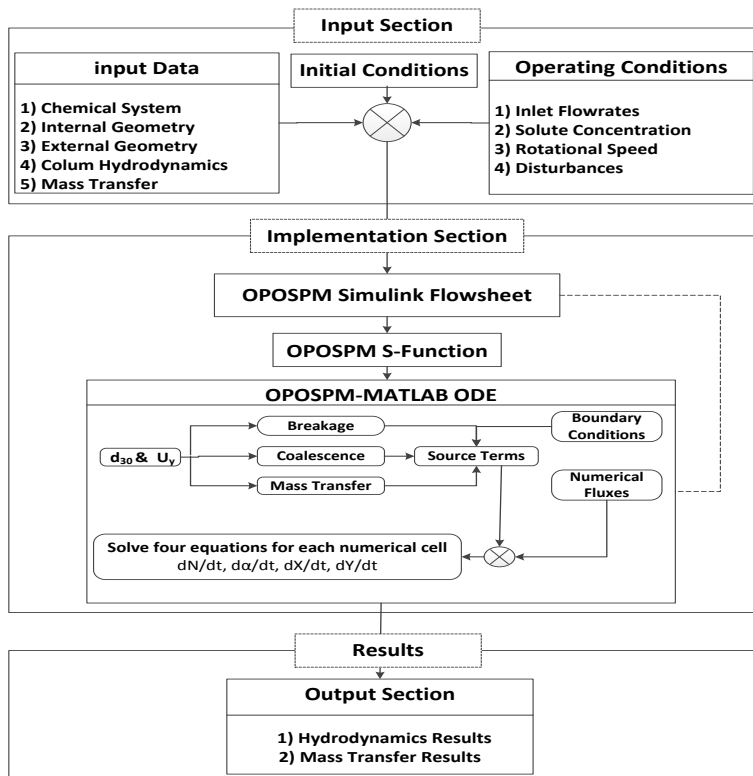 Input Section
input Data
1) Chemical System
2) Internal Geometry
3) External Geometry
4) Colum Hydrodynamics
5) Mass Transfer
Initial Conditions
Operating Conditions
1) Inlet Flowrates
2) Solute Concentration
3) Rotational Speed
4) Disturbances
Implementation Section
OPOSPM Simulink Flowsheet
OPOSPM S-Function
OPOSPM-MATLAB ODE
d30 & Uy
Breakage
Coalescence
Mass Transfer
Source Terms
Boundary
Conditions
Numerical
Fluxes
Solve four equations for each numerical cell
dN/dt, dα/dt, dX/dt, dY/dt
Results
Output Section
1) Hydrodynamics Results
2) Mass Transfer Results